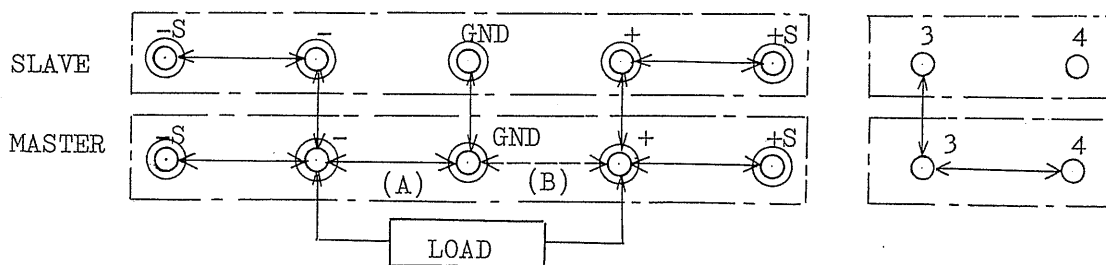 -S - GND + +S 3 4
SLAVE
-S - GND + +S 3 4
MASTER
(A) (B)
LOAD